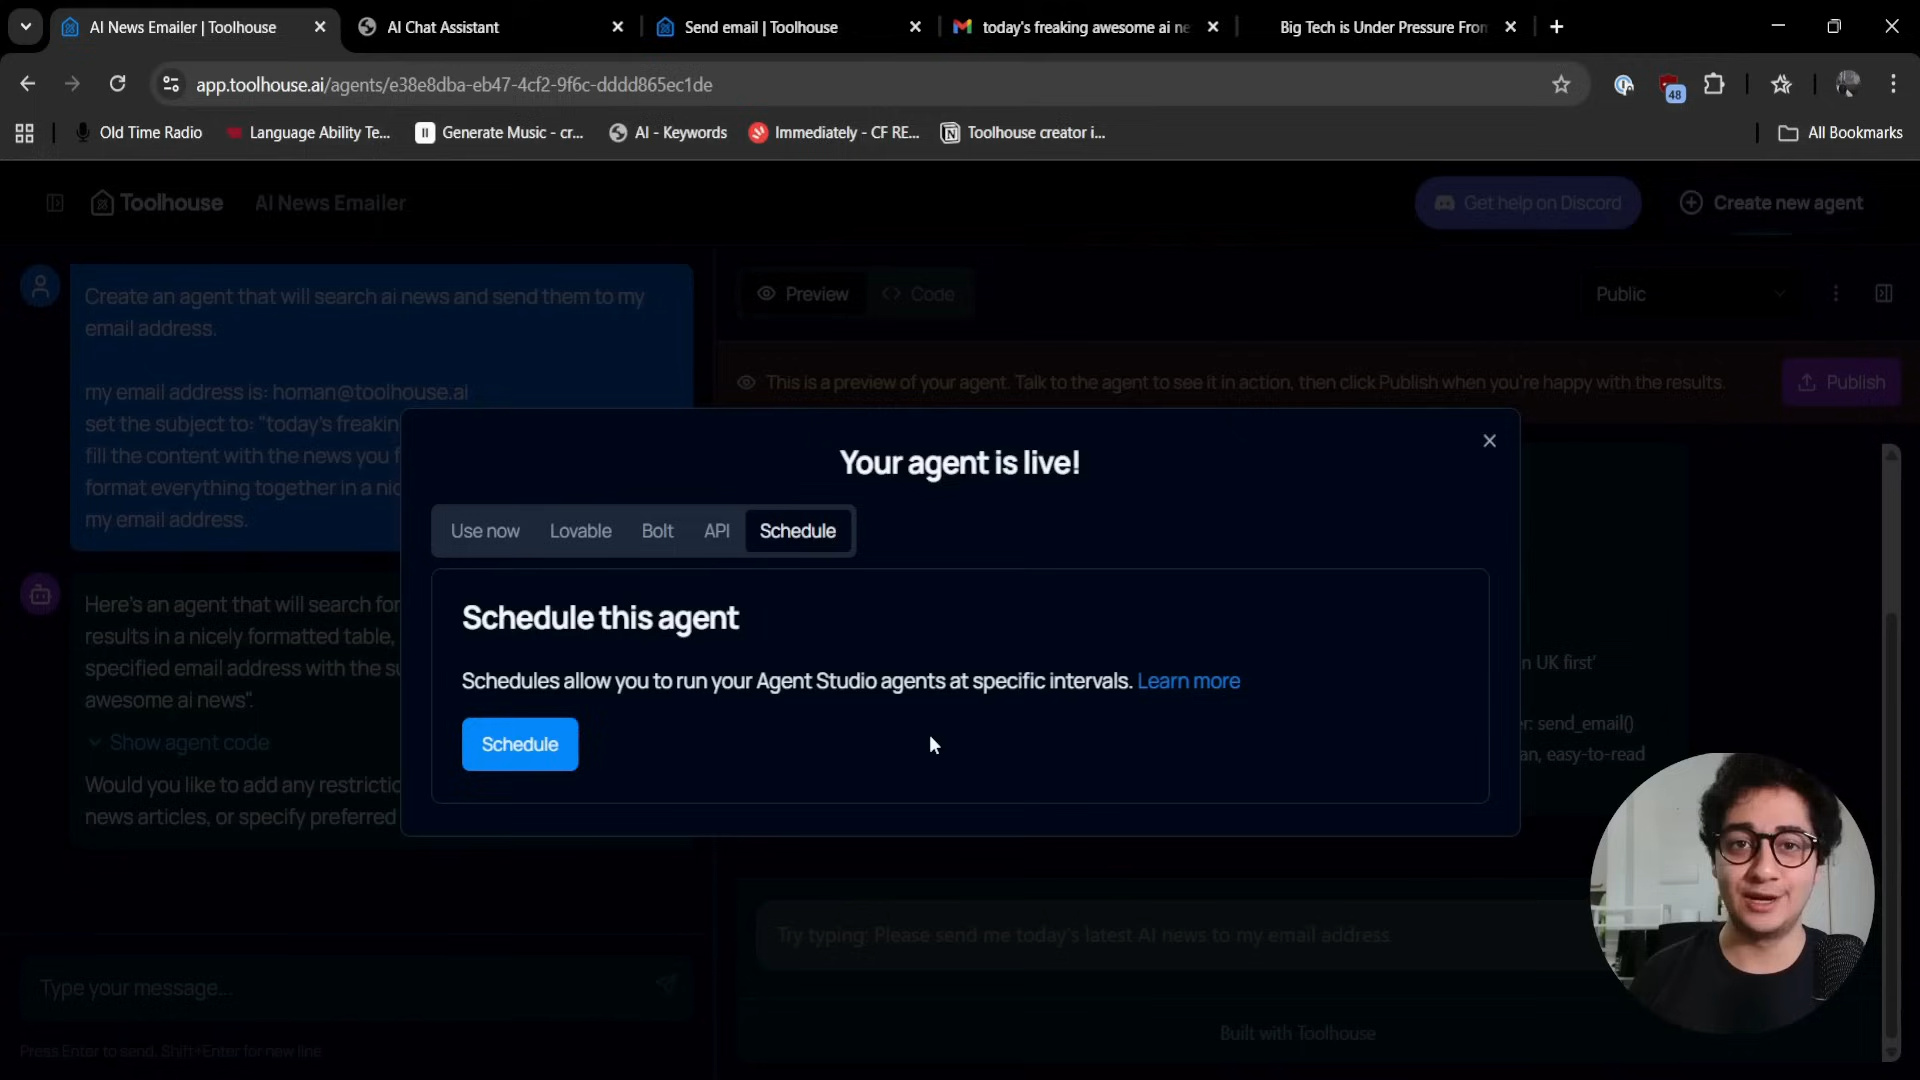 AI News Emailer | Toolhouse
AI Chat Assistant
Send email | Toolhouse
today's freaking awesome ai ne
Big Tech is Under Pressure From
app.toolhouse.ai/agents/e38e8dba-eb47-4cf2-9f6c-dddd865ec1de
48
Old Time Radio
Language Ability Te...
Generate Music - cr...
AI - Keywords
Immediately - CF RE...
Toolhouse creator i...
All Bookmarks
Toolhouse
AI News Emailer
Get help on Discord
Create new agent
Create an agent that will search ai news and send them to my
email address.
my email address is: homan@toolhouse.ai
set the subject to: "today's freakin
fill the content with the news you f
format everything together in a nic
my email address.
Here's an agent that will search for
results in a nicely formatted table,
specified email address with the su
awesome ai news".
Show agent code
Would you like to add any restrictic
news articles, or specify preferred
Type your message...
Press Enter to send, Shift+Enter for new line
Preview
Code
Public
This is a preview of your agent. Talk to the agent to see it in action, then click Publish when you're happy with the results.
Publish
Your agent is live!
Use now
Lovable
Bolt
API
Schedule
Schedule this agent
Schedules allow you to run your Agent Studio agents at specific intervals. Learn more
Schedule
n UK first'
r: send_email()
an, easy-to-read
Try typing: Please send me today's latest AI news to my email address
Built with Toolhouse